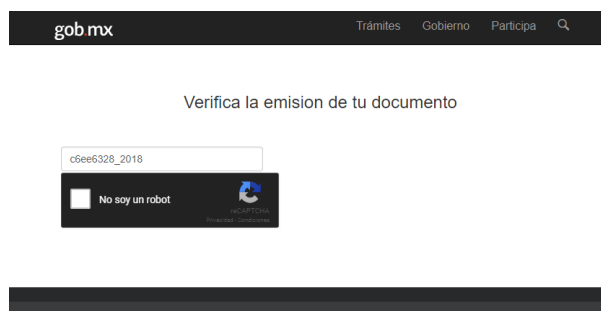 gob.mx Trámites Gobierno Participa
Verifica la emision de tu documento
c6ee6328_2018
No soy un robot
reCAPTCHA
Privacidad - Condiciones